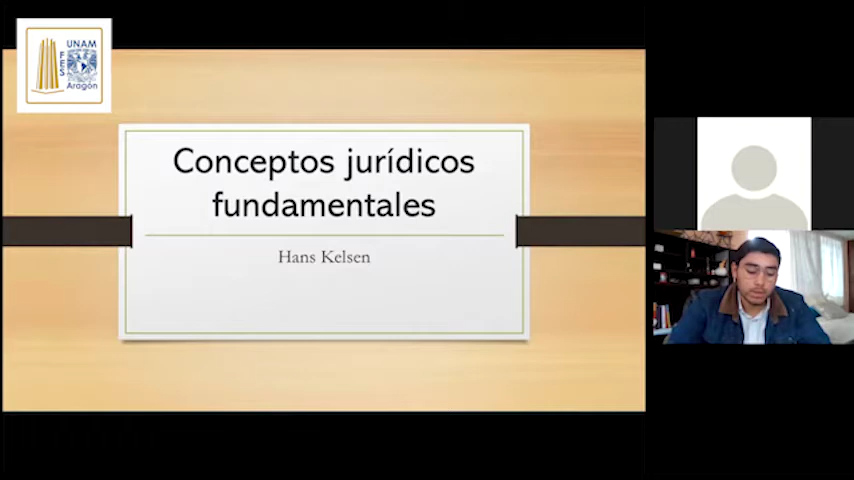 UNAM
FES
Aragón
Conceptos jurídicos
fundamentales
Hans Kelsen